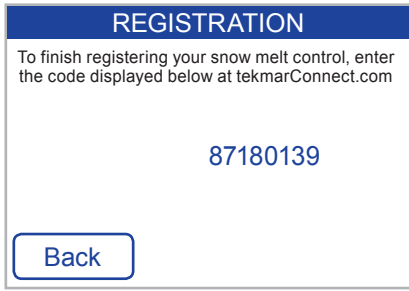 REGISTRATION
To finish registering your snow melt control, enter
the code displayed below at tekmarConnect.com
87180139
Back